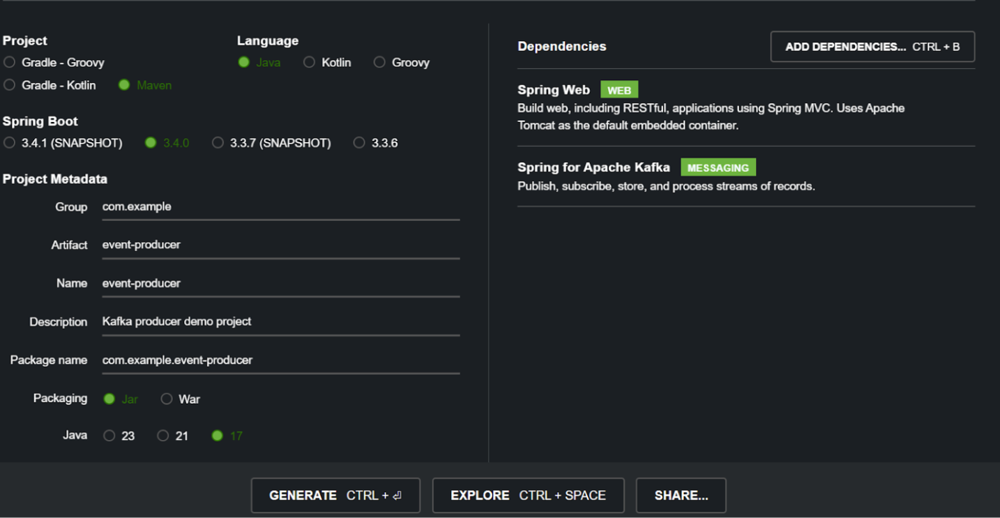 Project
Gradle - Groovy
Gradle - Kotlin Maven
Language
Java Kotlin Groovy
Spring Boot
3.4.1 (SNAPSHOT) 3.4.0 3.3.7 (SNAPSHOT) 3.3.6
Project Metadata
Group com.example
Artifact event-producer
Name event-producer
Description Kafka producer demo project
Package name com.example.event-producer
Packaging Jar War
Java 23 21 17
Dependencies
ADD DEPENDENCIES... CTRL + B
Spring Web WEB
Build web, including RESTful, applications using Spring MVC. Uses Apache
Tomcat as the default embedded container.
Spring for Apache Kafka MESSAGING
Publish, subscribe, store, and process streams of records.
GENERATE CTRL + ⏎
EXPLORE CTRL + SPACE
SHARE...